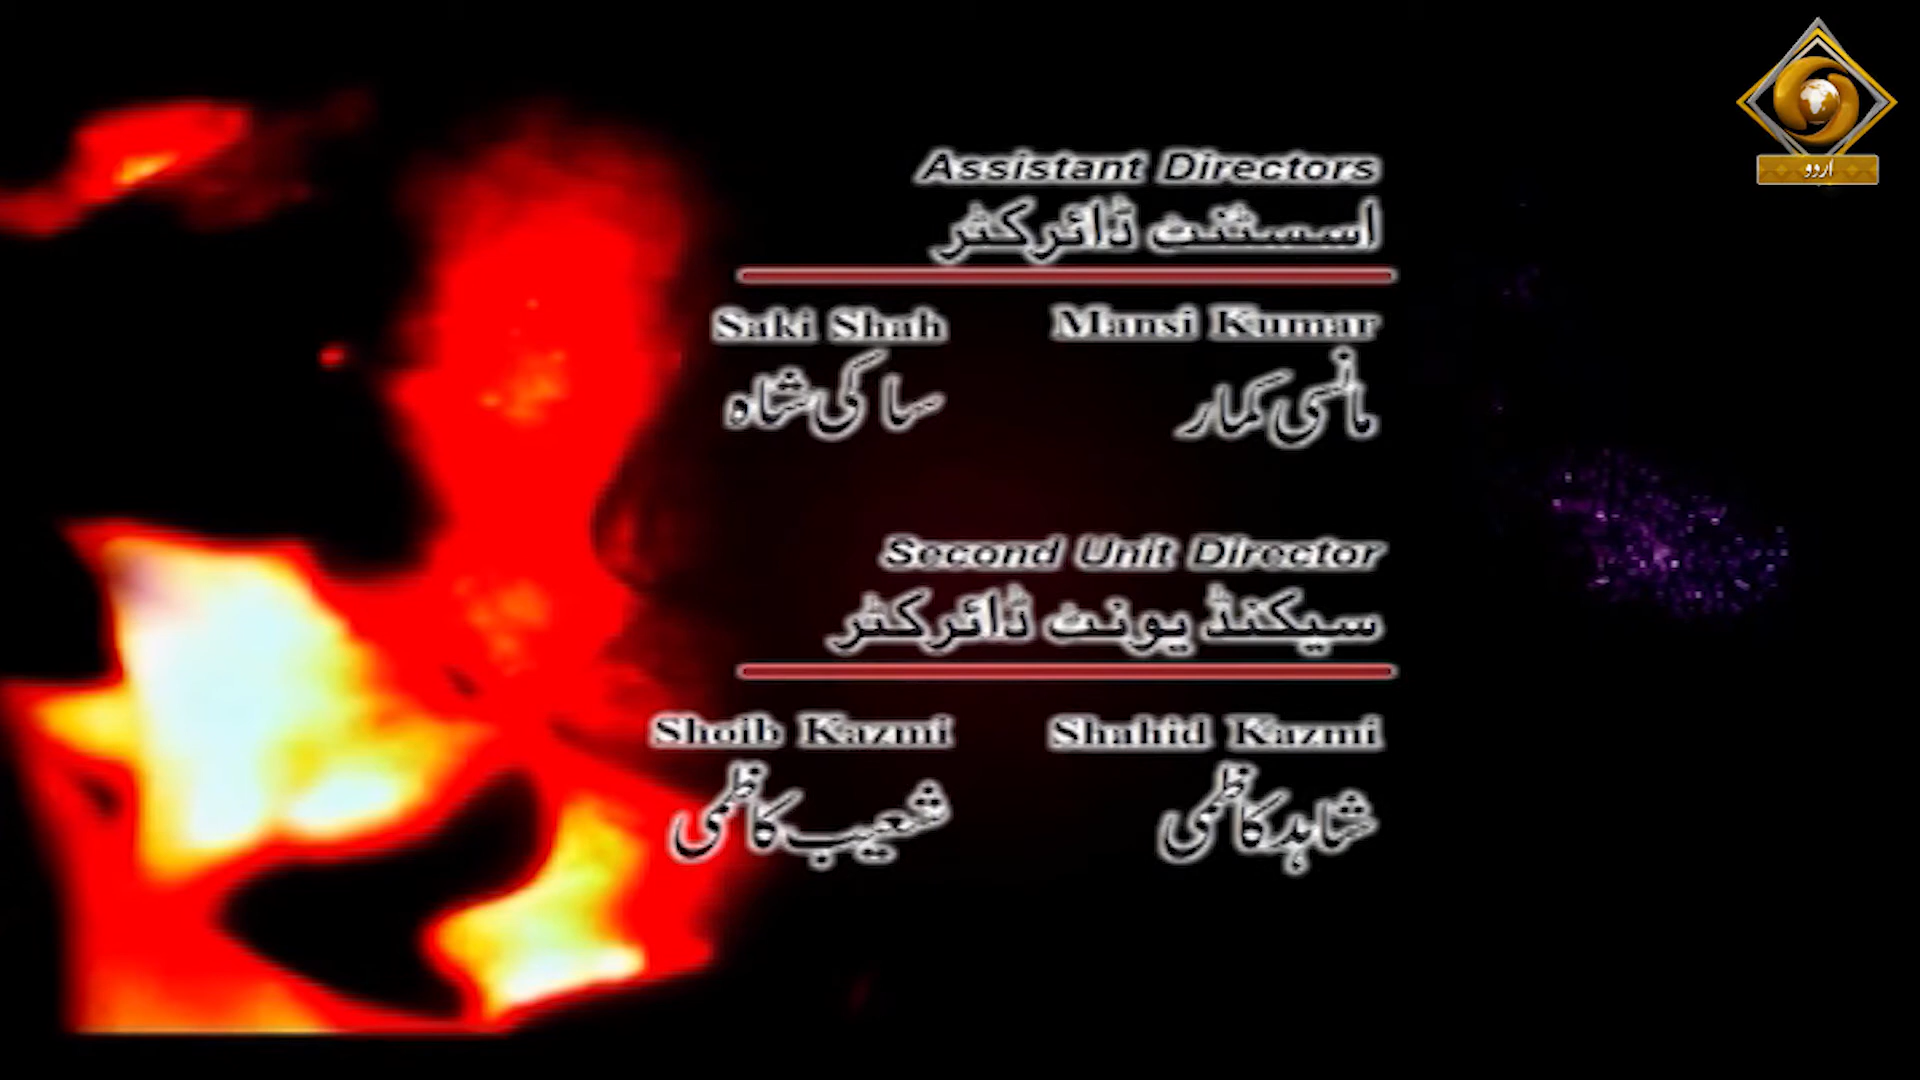 اردو
Assistant Directors
اسسٹنٹ ڈائرکٹر
Saki Shah Mansi Kumar
مانسی کمار ساکی شاہ
Second Unit Director
سیکنڈ یونٹ ڈائرکٹر
Shoib Kazmi Shahid Kazmi
شاہد کاظمی شعیب کاظمی